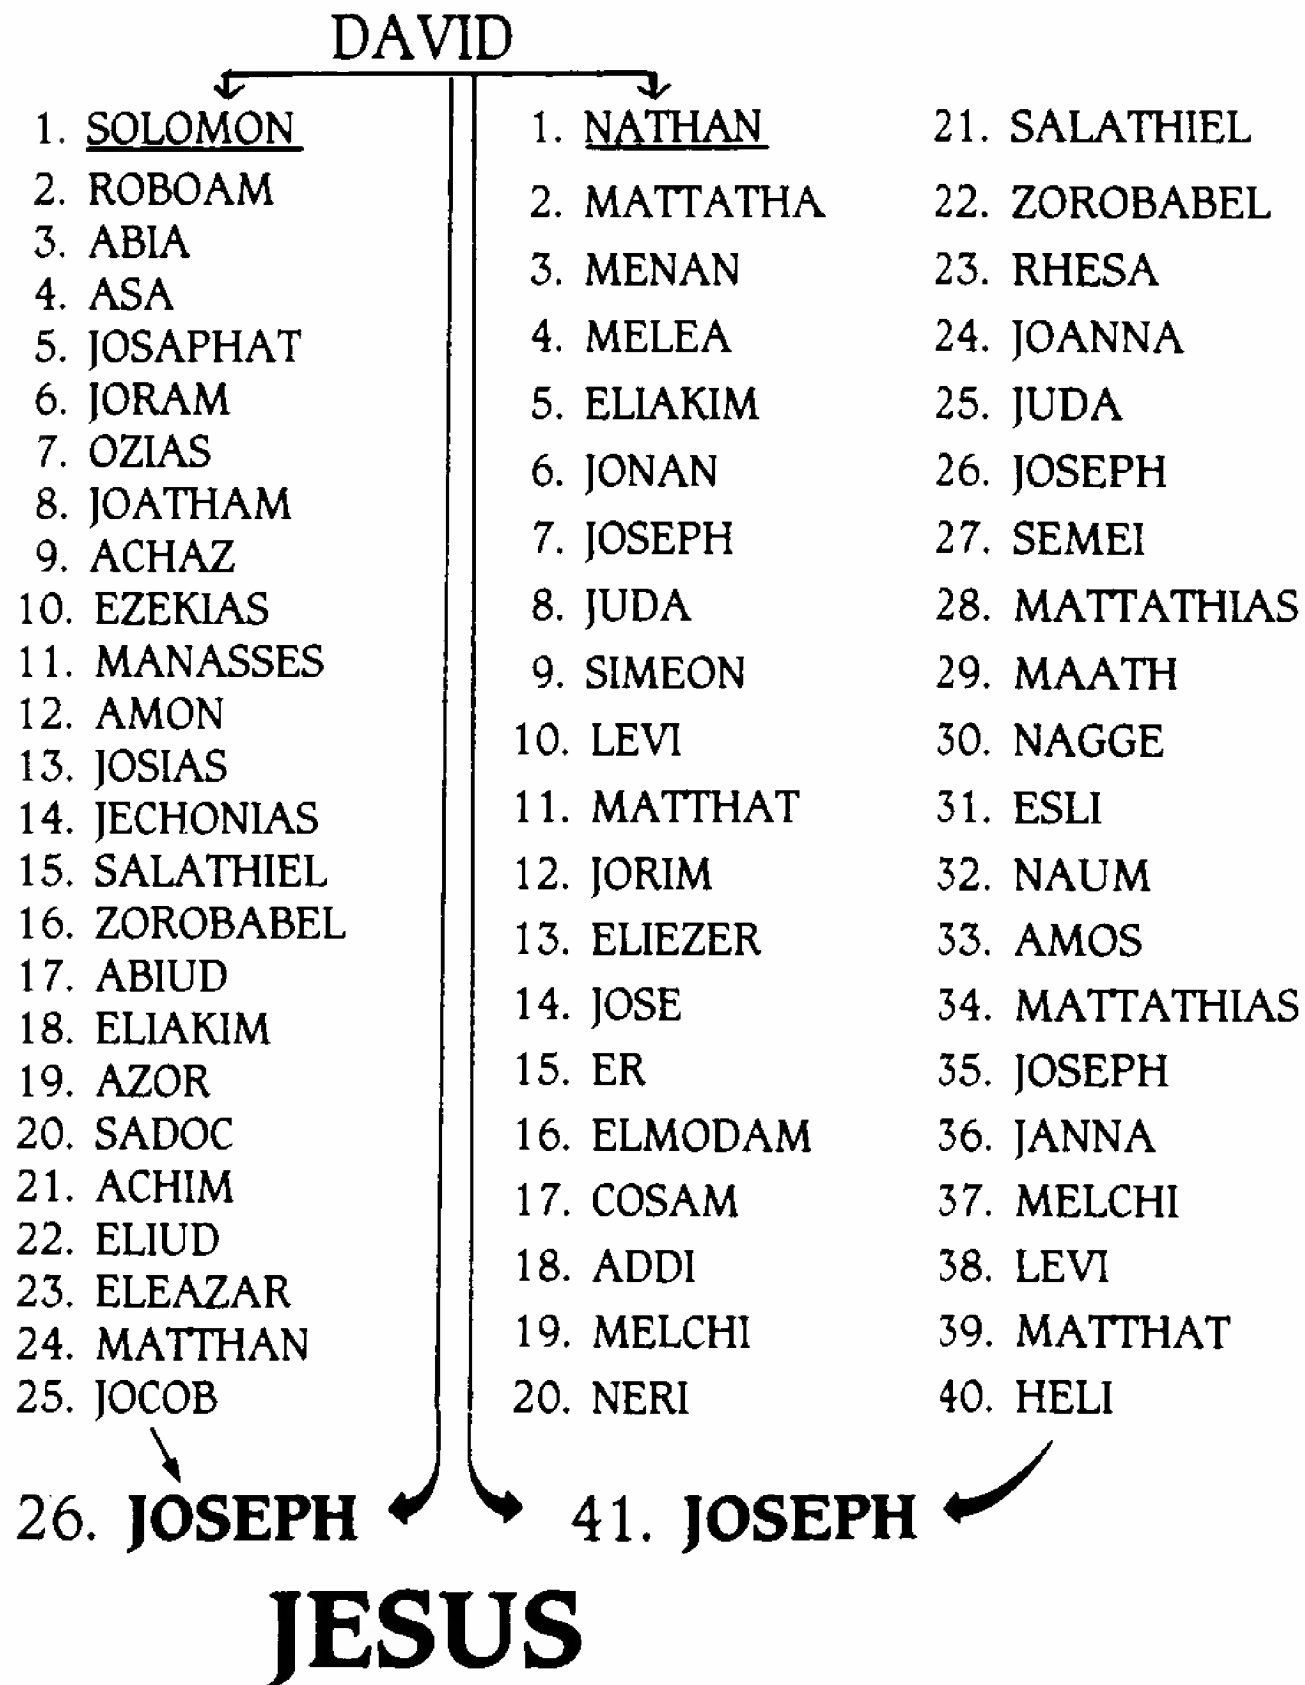 DAVID
1. SOLOMON
2. ROBOAM
3. ABIA
4. ASA
5. JOSAPHAT
6. JORAM
7. OZIAS
8. JOATHAM
9. ACHAZ
10. EZEKIAS
11. MANASSES
12. AMON
13. JOSIAS
14. JECHONIAS
15. SALATHIEL
16. ZOROBABEL
17. ABIUD
18. ELIAKIM
19. AZOR
20. SADOC
21. ACHIM
22. ELIUD
23. ELEAZAR
24. MATTHAN
25. JOCOB
26. JOSEPH
1. NATHAN
2. MATTATHA
3. MENAN
4. MELEA
5. ELIAKIM
6. JONAN
7. JOSEPH
8. JUDA
9. SIMEON
10. LEVI
11. MATTHAT
12. JORIM
13. ELIEZER
14. JOSE
15. ER
16. ELMODAM
17. COSAM
18. ADDI
19. MELCHI
20. NERI
21. SALATHIEL
22. ZOROBABEL
23. RHESA
24. JOANNA
25. JUDA
26. JOSEPH
27. SEMEI
28. MATTATHIAS
29. MAATH
30. NAGGE
31. ESLI
32. NAUM
33. AMOS
34. MATTATHIAS
35. JOSEPH
36. JANNA
37. MELCHI
38. LEVI
39. MATTHAT
40. HELI
41. JOSEPH
JESUS